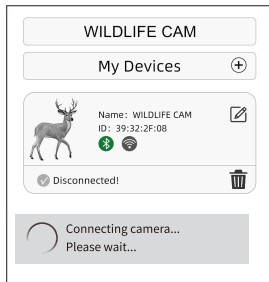 WILDLIFE CAM
My Devices
Name: WILDLIFE CAM
ID: 39:32:2F:08
Disconnected!
Connecting camera...
Please wait...